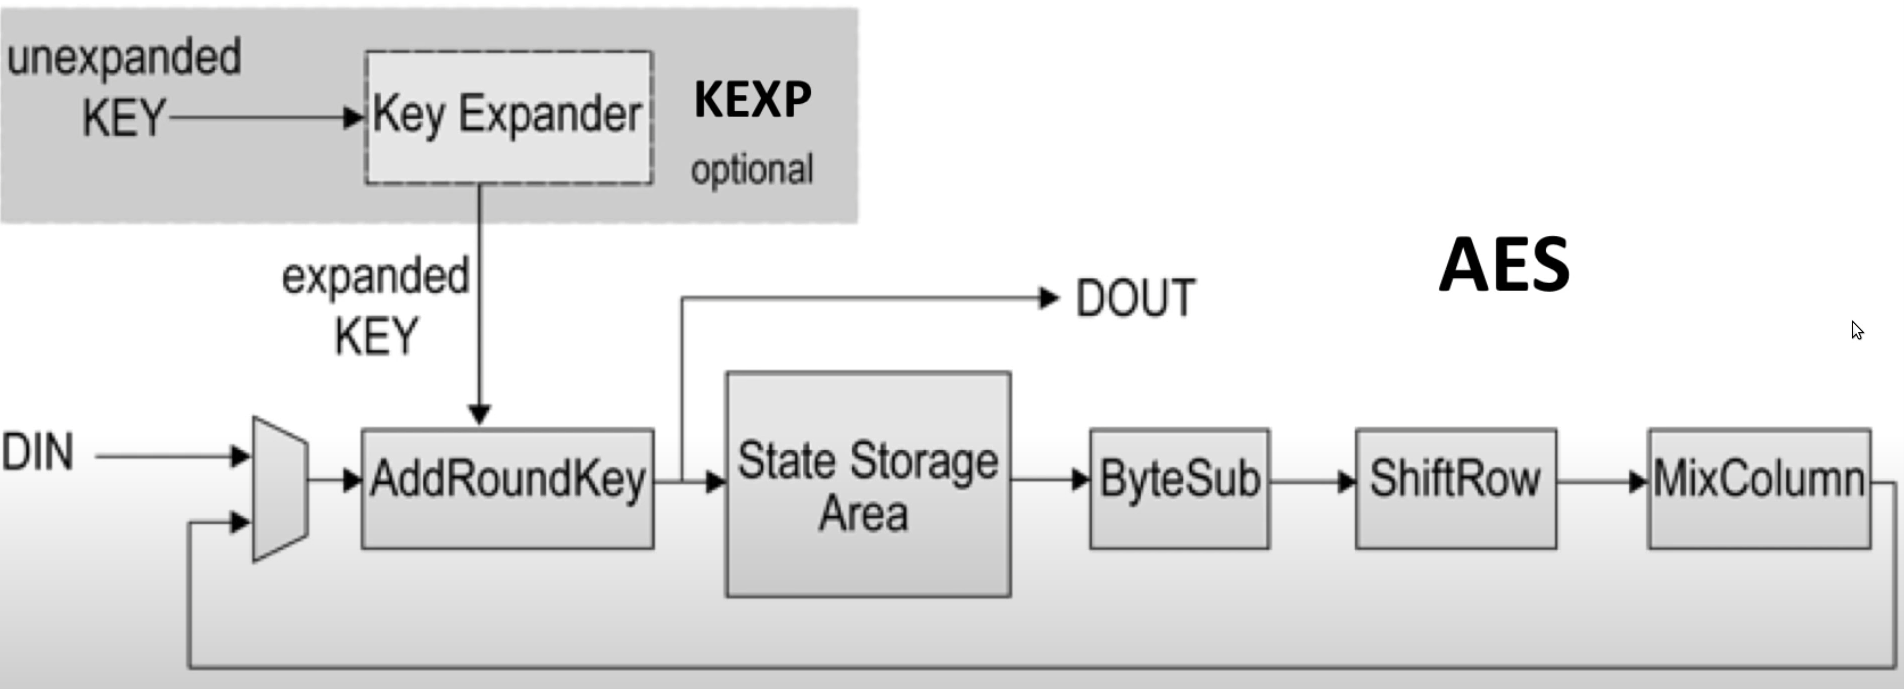 unexpanded
KEY
Key Expander
KEXP
optional
expanded
KEY
DOUT
AES
DIN
AddRoundKey
State Storage
Area
ByteSub
ShiftRow
MixColumn